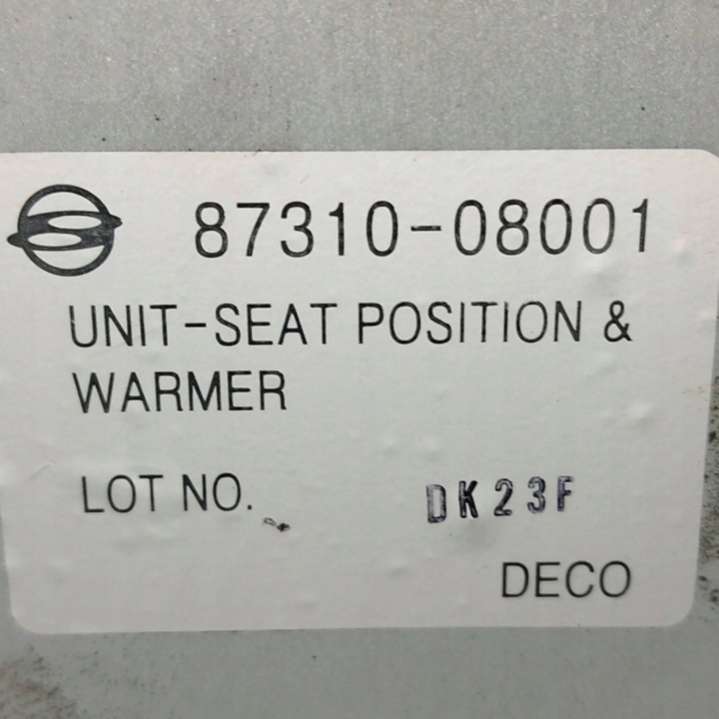 87310-08001
UNIT-SEAT POSITION &
WARMER
LOT NO. DK23F
DECO